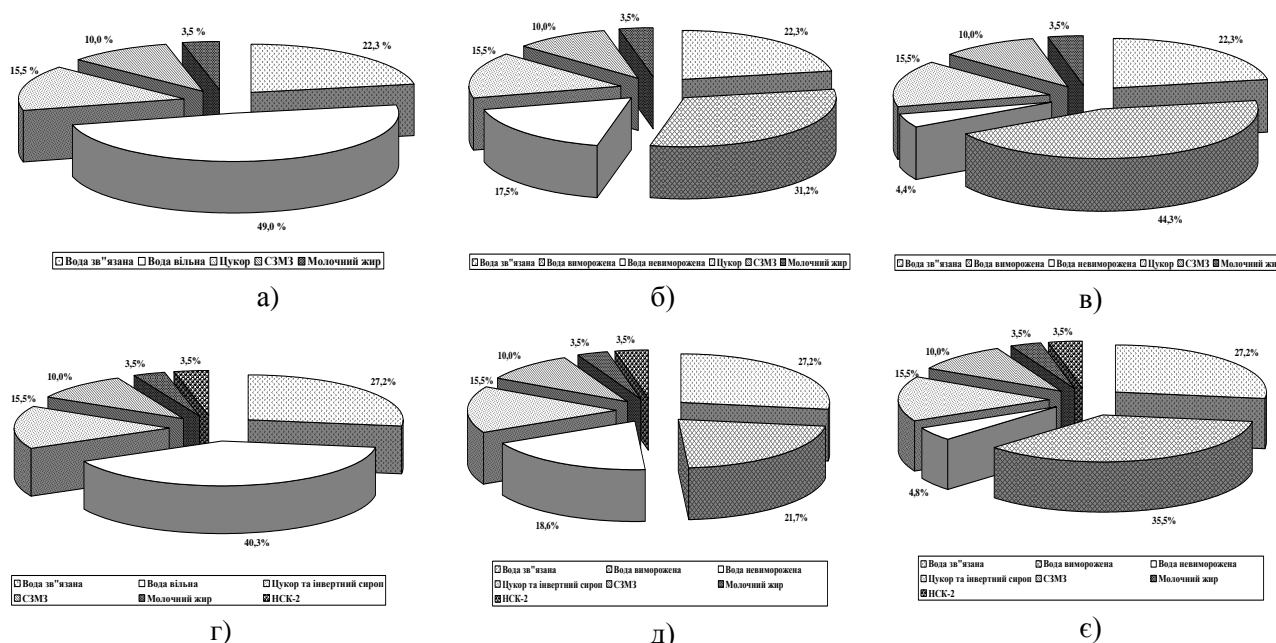 10,0 %
3,5 %
22,3 %
15,5 %
49,0 %
Вода зв"язана Вода вільна Цукор СЗМЗ Молочний жир
а)
10,0%
3,5%
22,3%
15,5%
17,5%
31,2%
Вода зв"язана Вода виморожена Вода невиморожена Цукор СЗМЗ Молочний жир
б)
10,0%
3,5%
22,3%
15,5%
4,4%
44,3%
Вода зв"язана Вода виморожена Вода невиморожена Цукор СЗМЗ Молочний жир
в)
3,5%
3,5%
10,0%
27,2%
15,5%
40,3%
Вода зв"язана Вода вільна Цукор та інвертний сироп
СЗМЗ Молочний жир НСК-2
г)
3,5%
3,5%
10,0%
27,2%
15,5%
18,6%
21,7%
Вода зв"язана Вода виморожена Вода невиморожена
Цукор та інвертний сироп СЗМЗ Молочний жир
НСК-2
д)
3,5%
3,5%
10,0%
27,2%
15,5%
4,8%
35,5%
Вода зв"язана Вода виморожена Вода невиморожена
Цукор та інвертний сироп СЗМЗ Молочний жир
НСК-2
є)